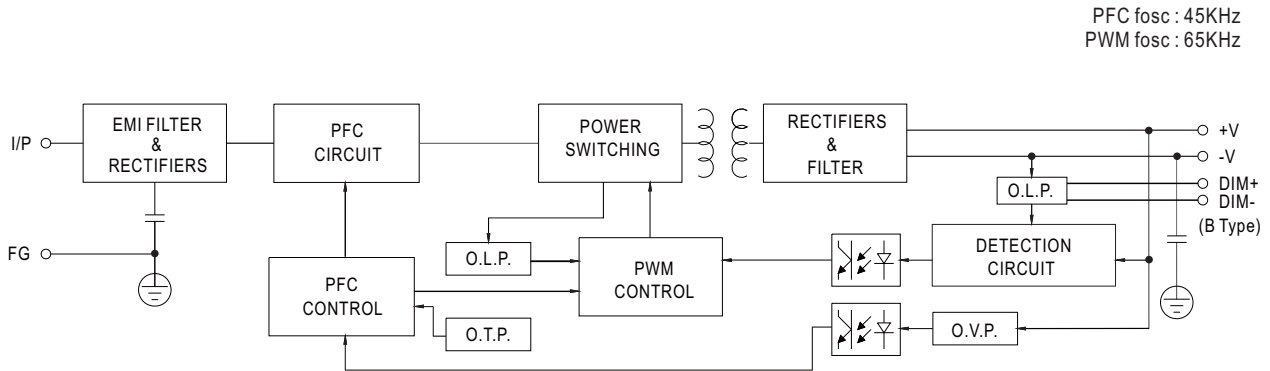 PFC fosc : 45KHz
PWM fosc : 65KHz
I/P
EMI FILTER
&
RECTIFIERS
PFC
CIRCUIT
POWER
SWITCHING
RECTIFIERS
&
FILTER
+V
-V
DIM+
DIM-
(B Type)
O.L.P.
FG
O.L.P.
PFC
CONTROL
PWM
CONTROL
DETECTION
CIRCUIT
O.T.P.
O.V.P.